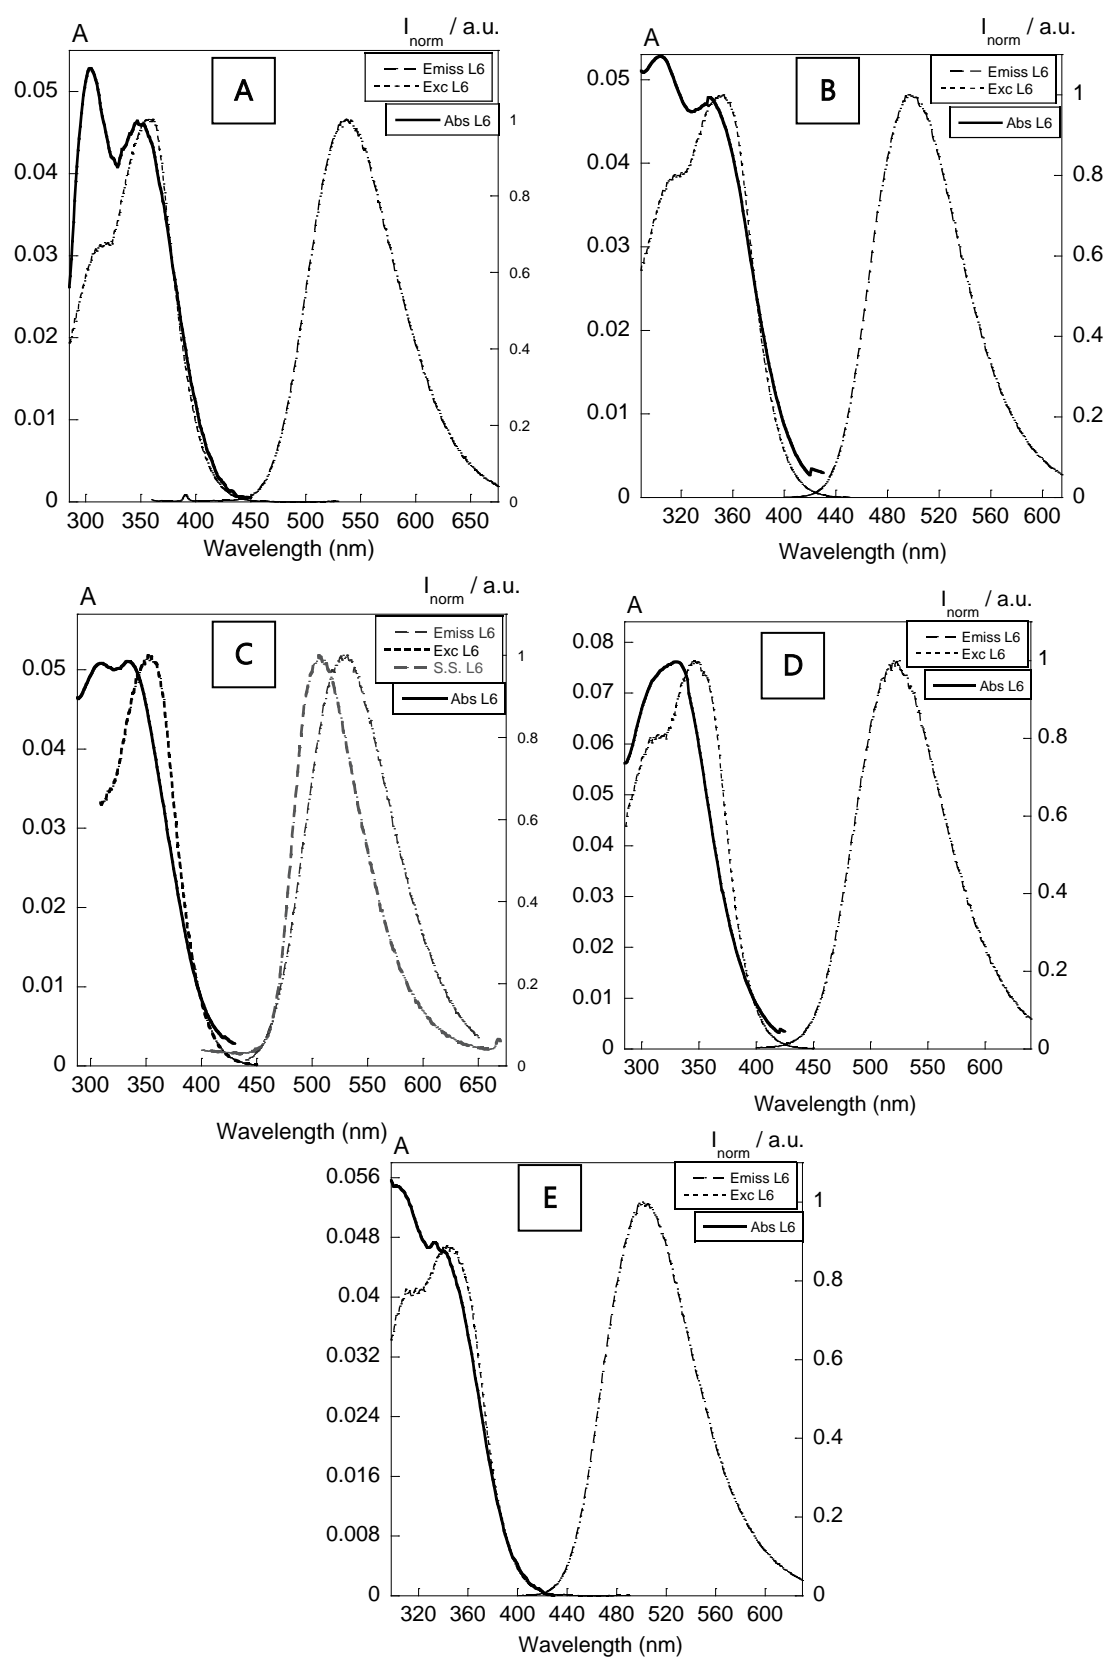 A
I norm / a.u.
A
Emiss L6
Exc L6
Abs L6
0.05
0.04
0.03
0.02
0.01
0
1
0.8
0.6
0.4
0.2
0
300 350 400 450 500 550 600 650
Wavelength (nm)
A
I norm / a.u.
B
Emiss L6
Exc L6
Abs L6
0.05
0.04
0.03
0.02
0.01
0
1
0.8
0.6
0.4
0.2
0
320 360 400 440 480 520 560 600
Wavelength (nm)
A
I norm / a.u.
C
Emiss L6
Exc L6
S.S. L6
Abs L6
0.05
0.04
0.03
0.02
0.01
0
1
0.8
0.6
0.4
0.2
0
300 350 400 450 500 550 600 650
Wavelength (nm)
A
I norm / a.u.
D
Emiss L6
Exc L6
Abs L6
0.08
0.07
0.06
0.05
0.04
0.03
0.02
0.01
0
1
0.8
0.6
0.4
0.2
0
300 350 400 450 500 550 600
Wavelength (nm)
A
I norm / a.u.
E
Emiss L6
Exc L6
Abs L6
0.056
0.048
0.04
0.032
0.024
0.016
0.008
0
1
0.8
0.6
0.4
0.2
0
320 360 400 440 480 520 560 600
Wavelength (nm)